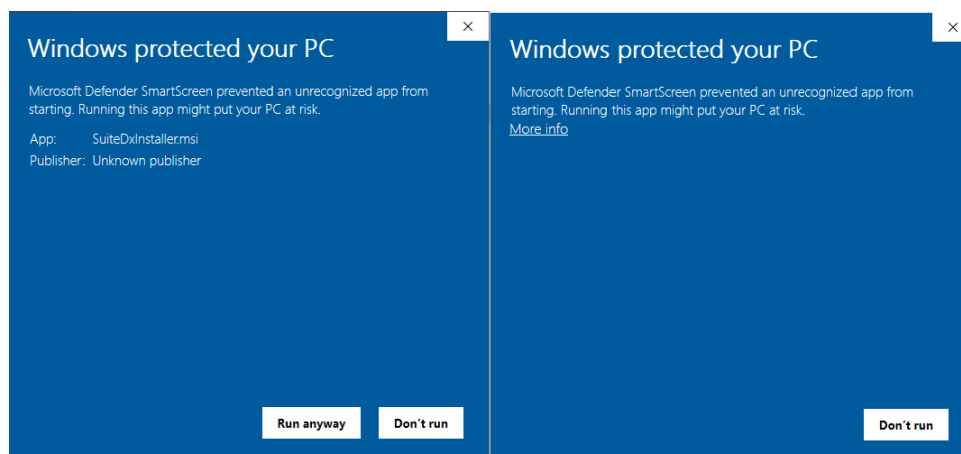 Windows protected your PC
Microsoft Defender SmartScreen prevented an unrecognized app from
starting. Running this app might put your PC at risk.
App: SuiteDxInstaller.msi
Publisher: Unknown publisher
Run anyway
Don't run
Windows protected your PC
Microsoft Defender SmartScreen prevented an unrecognized app from
starting. Running this app might put your PC at risk.
More info
Don't run